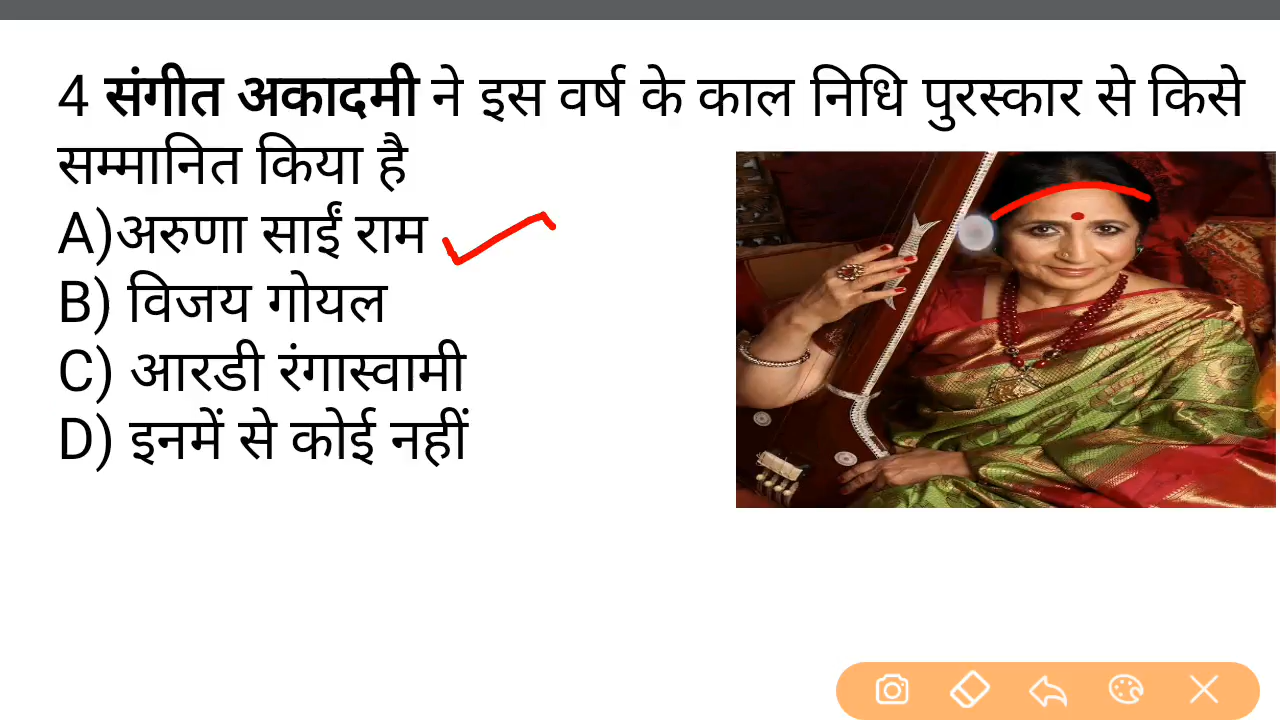 4 संगीत अकादमी ने इस वर्ष के काल निधि पुरस्कार से किसे
सम्मानित किया है
A)अरुणा साईं राम
B) विजय गोयल
C) आरडी रंगास्वामी
D) इनमें से कोई नहीं